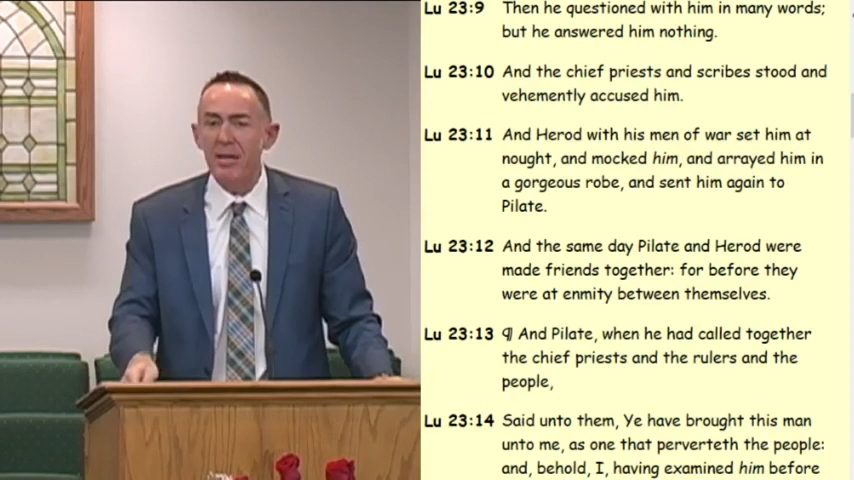 Lu 23:9 Then he questioned with him in many words;
but he answered him nothing.
Lu 23:10 And the chief priests and scribes stood and
vehemently accused him.
Lu 23:11 And Herod with his men of war set him at
nought, and mocked him, and arrayed him in
a gorgeous robe, and sent him again to
Pilate.
Lu 23:12 And the same day Pilate and Herod were
made friends together: for before they
were at enmity between themselves.
Lu 23:13 ¶ And Pilate, when he had called together
the chief priests and the rulers and the
people,
Lu 23:14 Said unto them, Ye have brought this man
unto me, as one that perverteth the people:
and, behold, I, having examined him before